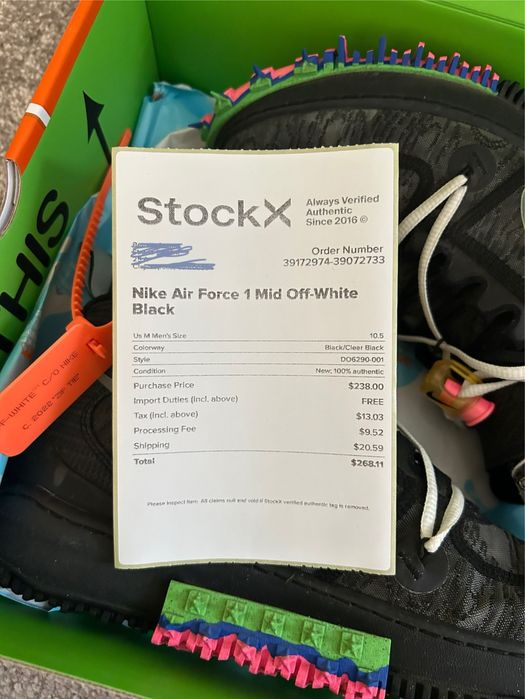 StockX
Always Verified
Authentic
Since 2016 ©
Order Number
39172974-39072733
Nike Air Force 1 Mid Off-White
Black
Us M Men's Size 10.5
Colorway Black/Clear Black
Style DO6290-001
Condition New; 100% authentic
Purchase Price $238.00
Import Duties (incl. above) FREE
Tax (incl. above) $13.03
Processing Fee $9.52
Shipping $20.59
Total $268.11
Please inspect item. All claims null and void if StockX verified authentic tag is removed.
HIS
F-WHITE™ C/O NIKE